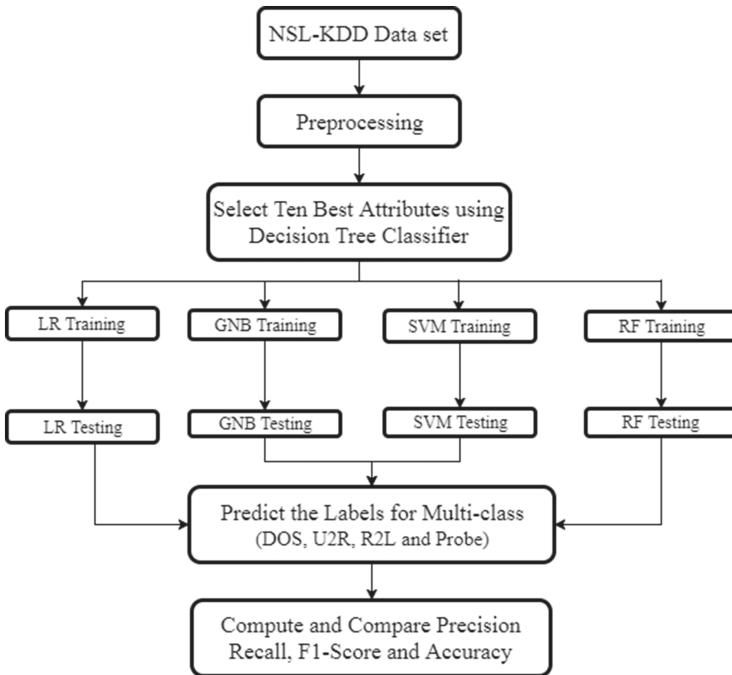 NSL-KDD Data set
Preprocessing
Select Ten Best Attributes using
Decision Tree Classifier
LR Training
GNB Training
SVM Training
RF Training
LR Testing
GNB Testing
SVM Testing
RF Testing
Predict the Labels for Multi-class
(DOS, U2R, R2L and Probe)
Compute and Compare Precision
Recall, F1-Score and Accuracy